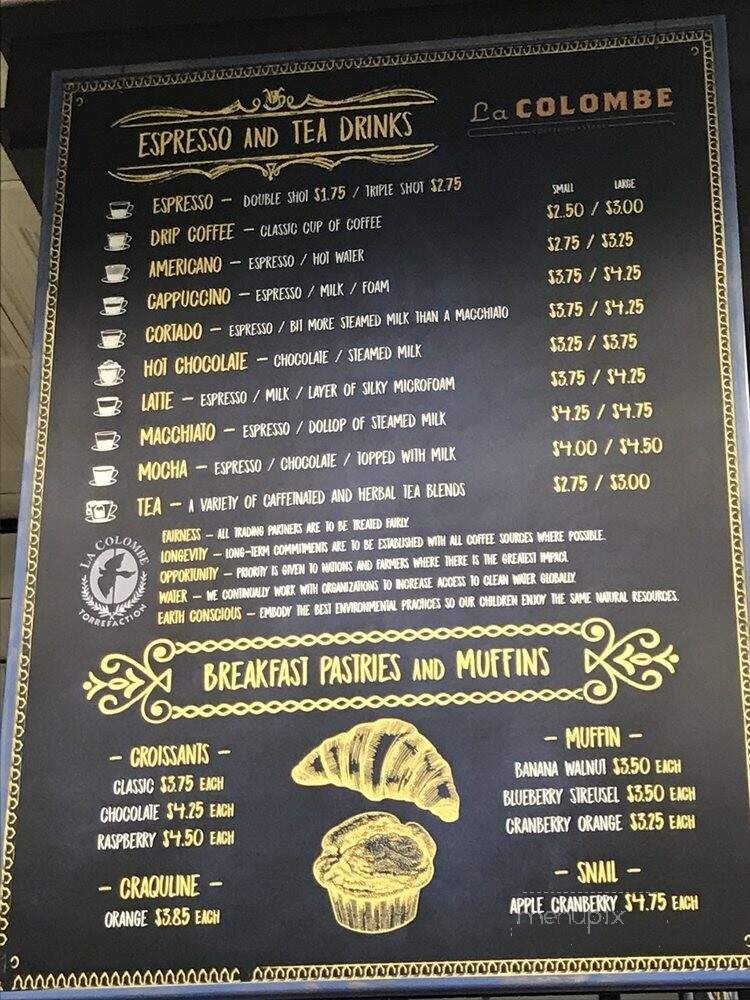 La COLOMBE
ESPRESSO AND TEA DRINKS
SMALL LARGE
ESPRESSO – DOUBLE SHOT $1.75 / TRIPLE SHOT $2.75
DRIP COFFEE – CLASSIC CUP OF COFFEE $2.50 / $3.00
AMERICANO – ESPRESSO / HOT WATER $2.75 / $3.25
CAPPUCCINO – ESPRESSO / MILK / FOAM $3.75 / $4.25
CORTADO – ESPRESSO / BIT MORE STEAMED MILK THAN A MACCHIATO $3.75 / $4.25
HOT CHOCOLATE – CHOCOLATE / STEAMED MILK $3.25 / $3.75
LATTE – ESPRESSO / MILK / LAYER OF SILKY MICROFOAM $3.75 / $4.25
MACCHIATO – ESPRESSO / DOLLOP OF STEAMED MILK $4.25 / $4.75
MOCHA – ESPRESSO / CHOCOLATE / TOPPED WITH MILK $4.00 / $4.50
TEA – A VARIETY OF CAFFEINATED AND HERBAL TEA BLENDS $2.75 / $3.00
LA COLOMBE
TORREFACTION
FAIRNESS – ALL TRADING PARTNERS ARE TO BE TREATED FAIRLY.
LONGEVITY – LONG-TERM COMMITMENTS ARE TO BE ESTABLISHED WITH ALL COFFEE SOURCES WHERE POSSIBLE.
OPPORTUNITY – PRIORITY IS GIVEN TO NATIONS AND FARMERS WHERE THERE IS THE GREATEST IMPACT.
WATER – WE CONTINUALLY WORK WITH ORGANIZATIONS TO INCREASE ACCESS TO CLEAN WATER GLOBALLY.
EARTH CONSCIOUS – EMBODY THE BEST ENVIRONMENTAL PRACTICES SO OUR CHILDREN ENJOY THE SAME NATURAL RESOURCES.
BREAKFAST PASTRIES AND MUFFINS
– CROISSANTS –
CLASSIC $3.75 EACH
CHOCOLATE $4.25 EACH
RASPBERRY $4.50 EACH
– CRAQULINE –
ORANGE $3.85 EACH
– MUFFIN –
BANANA WALNUT $3.50 EACH
BLUEBERRY STREUSEL $3.50 EACH
CRANBERRY ORANGE $3.25 EACH
– SNAIL –
APPLE CRANBERRY $4.75 EACH
menupix